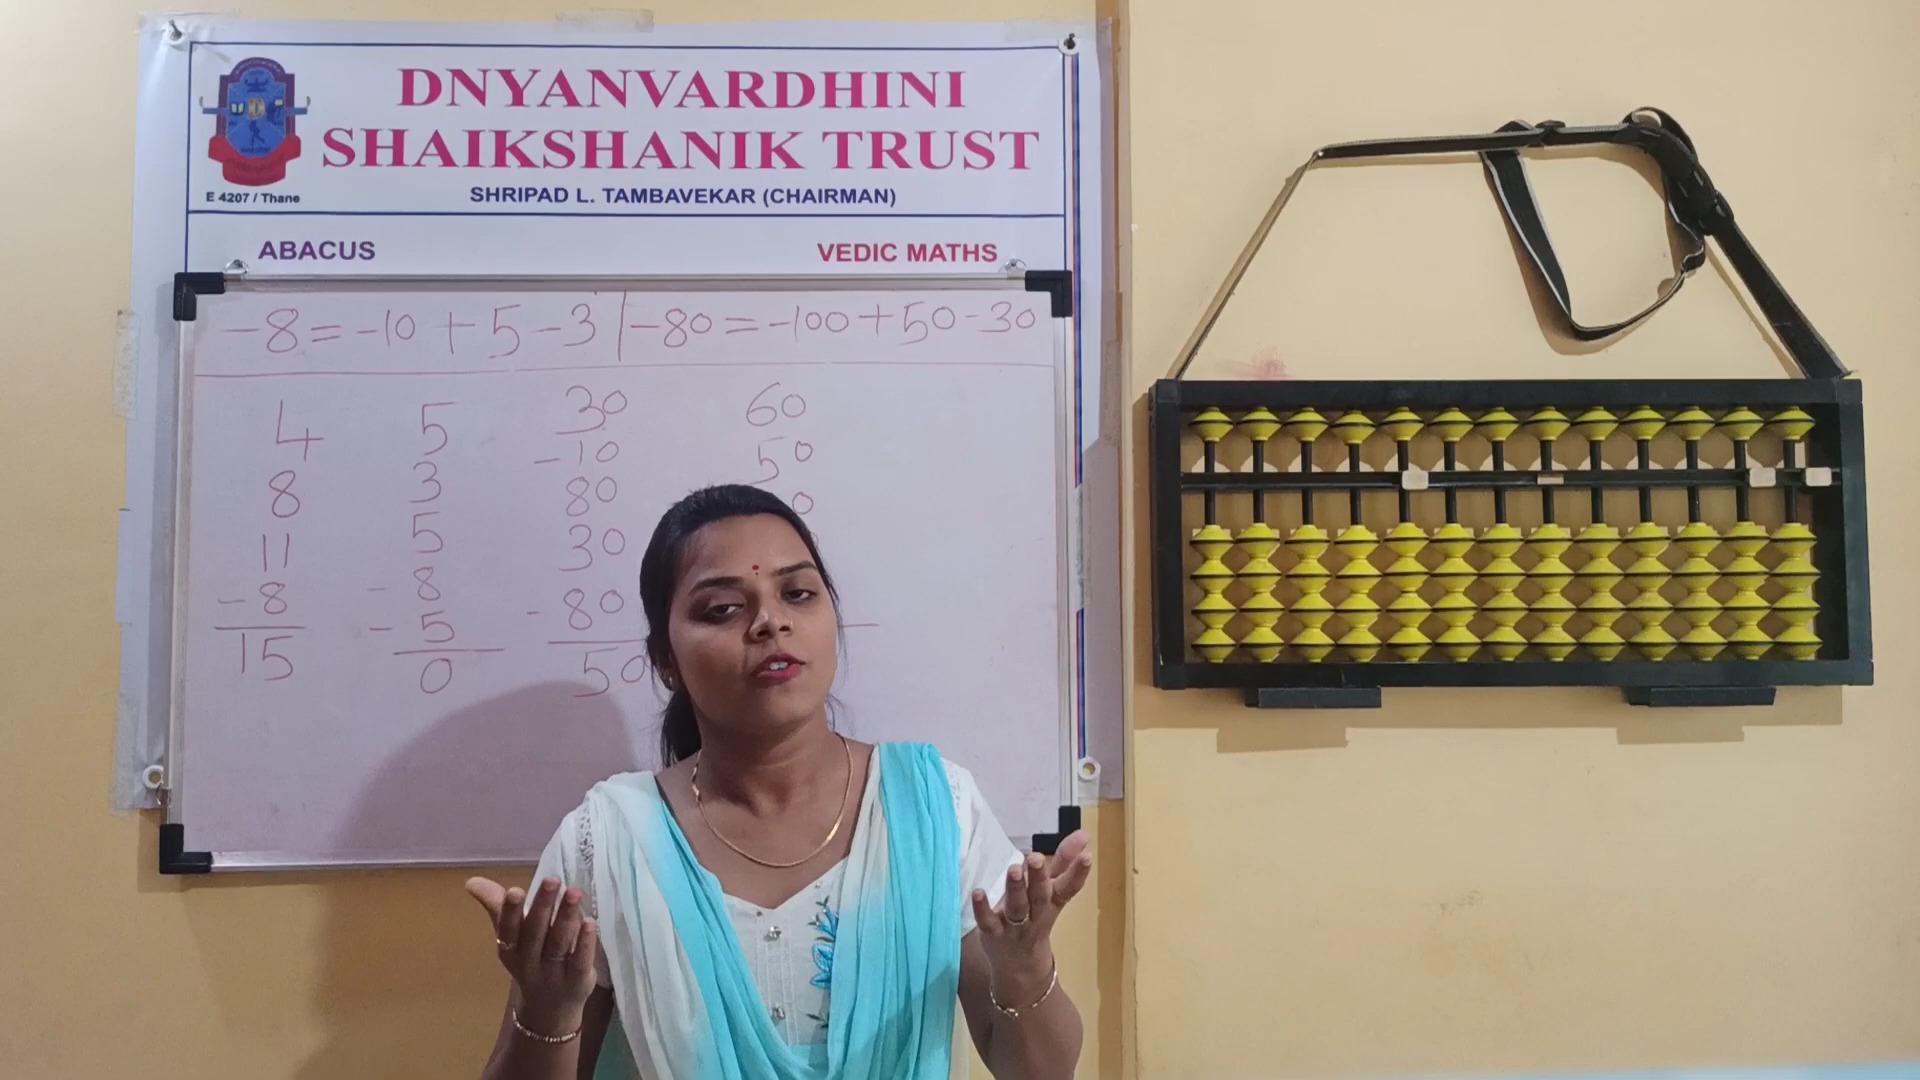 DNYANVARDHINI
SHAIKSHANIK TRUST
E 4207 / Thane
SHRIPAD L. TAMBAVEKAR (CHAIRMAN)
ABACUS
VEDIC MATHS
-8 = -10 + 5 - 3 | -80 = -100 + 50 - 30
4
8
11
-8
15
5
3
5
-8
-5
0
30
-10
80
30
-80
50
60
50
0